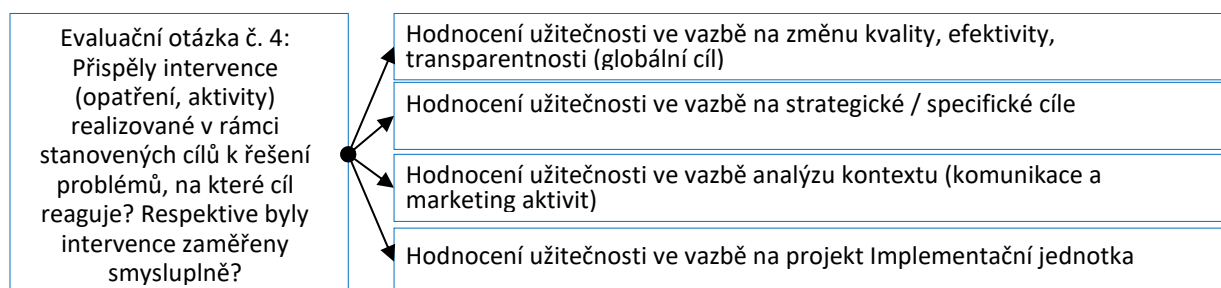 Evaluační otázka č. 4:
Přispěly intervence
(opatření, aktivity)
realizované v rámci
stanovených cílů k řešení
problémů, na které cíl
reaguje? Respektive byly
intervence zaměřeny
smysluplně?
Hodnocení užitečnosti ve vazbě na změnu kvality, efektivity,
transparentnosti (globální cíl)
Hodnocení užitečnosti ve vazbě na strategické / specifické cíle
Hodnocení užitečnosti ve vazbě analýzu kontextu (komunikace a
marketing aktivit)
Hodnocení užitečnosti ve vazbě na projekt Implementační jednotka